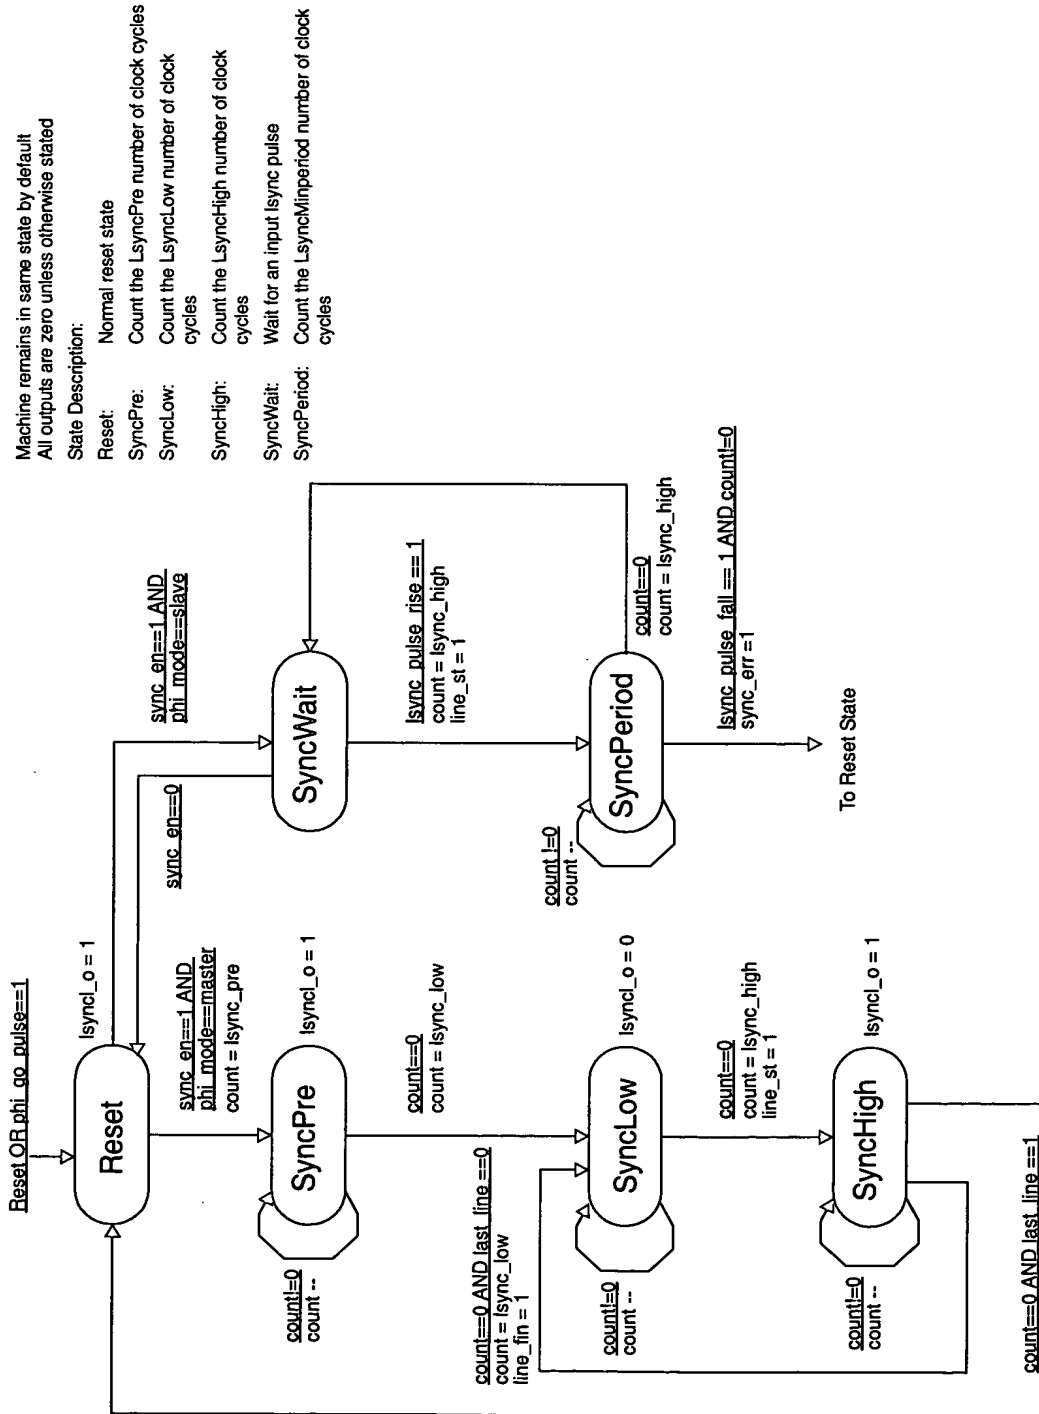 Machine remains in same state by default
All outputs are zero unless otherwise stated
State Description:
Reset: Normal reset state
SyncPre: Count the LsyncPre number of clock cycles
SyncLow: Count the LsyncLow number of clock
cycles
SyncHigh: Count the LsyncHigh number of clock
cycles
SyncWait: Wait for an input lsync pulse
SyncPeriod: Count the LsyncMinperiod number of clock
cycles
Reset OR phi_go_pulse==1
Reset
lsyncl_o = 1
sync_en==0
sync_en==1 AND
phi_mode==slave
sync_en==1 AND
phi_mode==master
count = lsync_pre
SyncWait
SyncPre
lsyncl_o = 1
count!=0
count --
lsync_pulse_rise == 1
count = lsync_high
line_st = 1
count==0
count = lsync_low
count==0 AND last_line ==0
count = lsync_low
line_fin = 1
count !=0
count --
SyncPeriod
count==0
count = lsync_high
SyncLow
lsyncl_o = 0
count!=0
count --
lsync_pulse_fall == 1 AND count!=0
sync_err =1
To Reset State
count==0
count = lsync_high
line_st = 1
SyncHigh
lsyncl_o = 1
count!=0
count --
count==0 AND last_line ==1